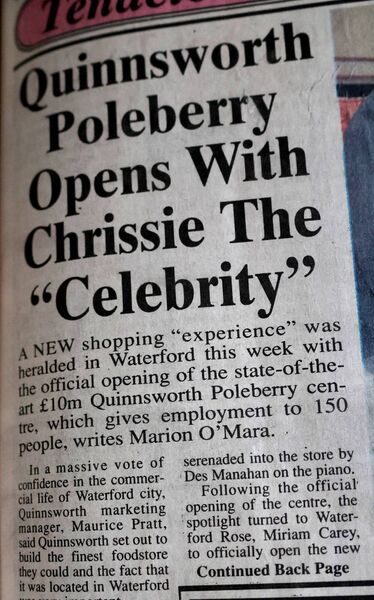 Quinnsworth
Poleberry
Opens With
Chrissie The
“Celebrity”
A NEW shopping “experience” was
heralded in Waterford this week with
the official opening of the state-of-the-
art £10m Quinnsworth Poleberry cen-
tre, which gives employment to 150
people, writes Marion O’Mara.
In a massive vote of
confidence in the commer-
cial life of Waterford city,
Quinnsworth marketing
manager, Maurice Pratt,
said Quinnsworth set out to
build the finest foodstore
they could and the fact that
it was located in Waterford
serenaded into the store by
Des Manahan on the piano.
Following the official
opening of the centre, the
spotlight turned to Water-
ford Rose, Miriam Carey,
to officially open the new
Continued Back Page